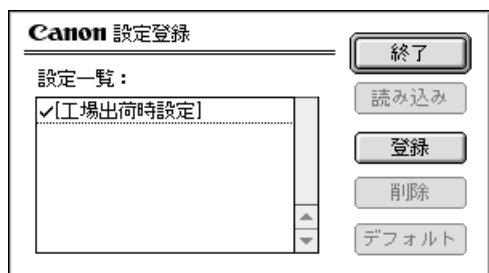 Canon 設定登録
終了
設定一覧：
読み込み
✓[工場出荷時設定]
登録
削除
デフォルト